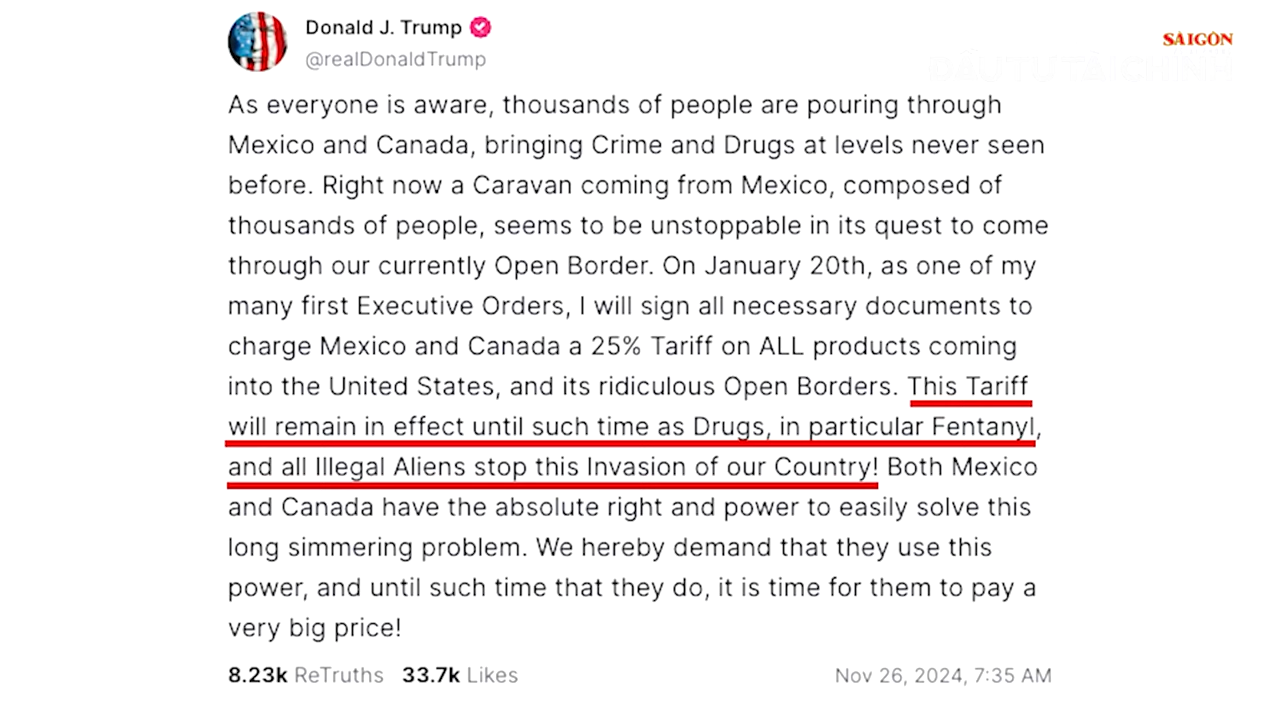 Donald J. Trump
@realDonaldTrump
SÀIGÒN
ĐẦU TƯ TÀI CHÍNH
As everyone is aware, thousands of people are pouring through
Mexico and Canada, bringing Crime and Drugs at levels never seen
before. Right now a Caravan coming from Mexico, composed of
thousands of people, seems to be unstoppable in its quest to come
through our currently Open Border. On January 20th, as one of my
many first Executive Orders, I will sign all necessary documents to
charge Mexico and Canada a 25% Tariff on ALL products coming
into the United States, and its ridiculous Open Borders. This Tariff
will remain in effect until such time as Drugs, in particular Fentanyl,
and all Illegal Aliens stop this Invasion of our Country! Both Mexico
and Canada have the absolute right and power to easily solve this
long simmering problem. We hereby demand that they use this
power, and until such time that they do, it is time for them to pay a
very big price!
8.23k ReTruths 33.7k Likes
Nov 26, 2024, 7:35 AM